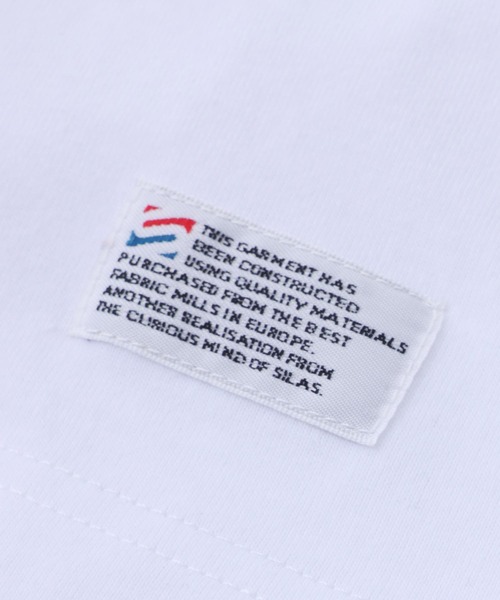 THIS GARMENT HAS
BEEN CONSTRUCTED
USING QUALITY MATERIALS
PURCHASED FROM THE BEST
FABRIC MILLS IN EUROPE.
ANOTHER REALISATION FROM
THE CURIOUS MIND OF SILAS.